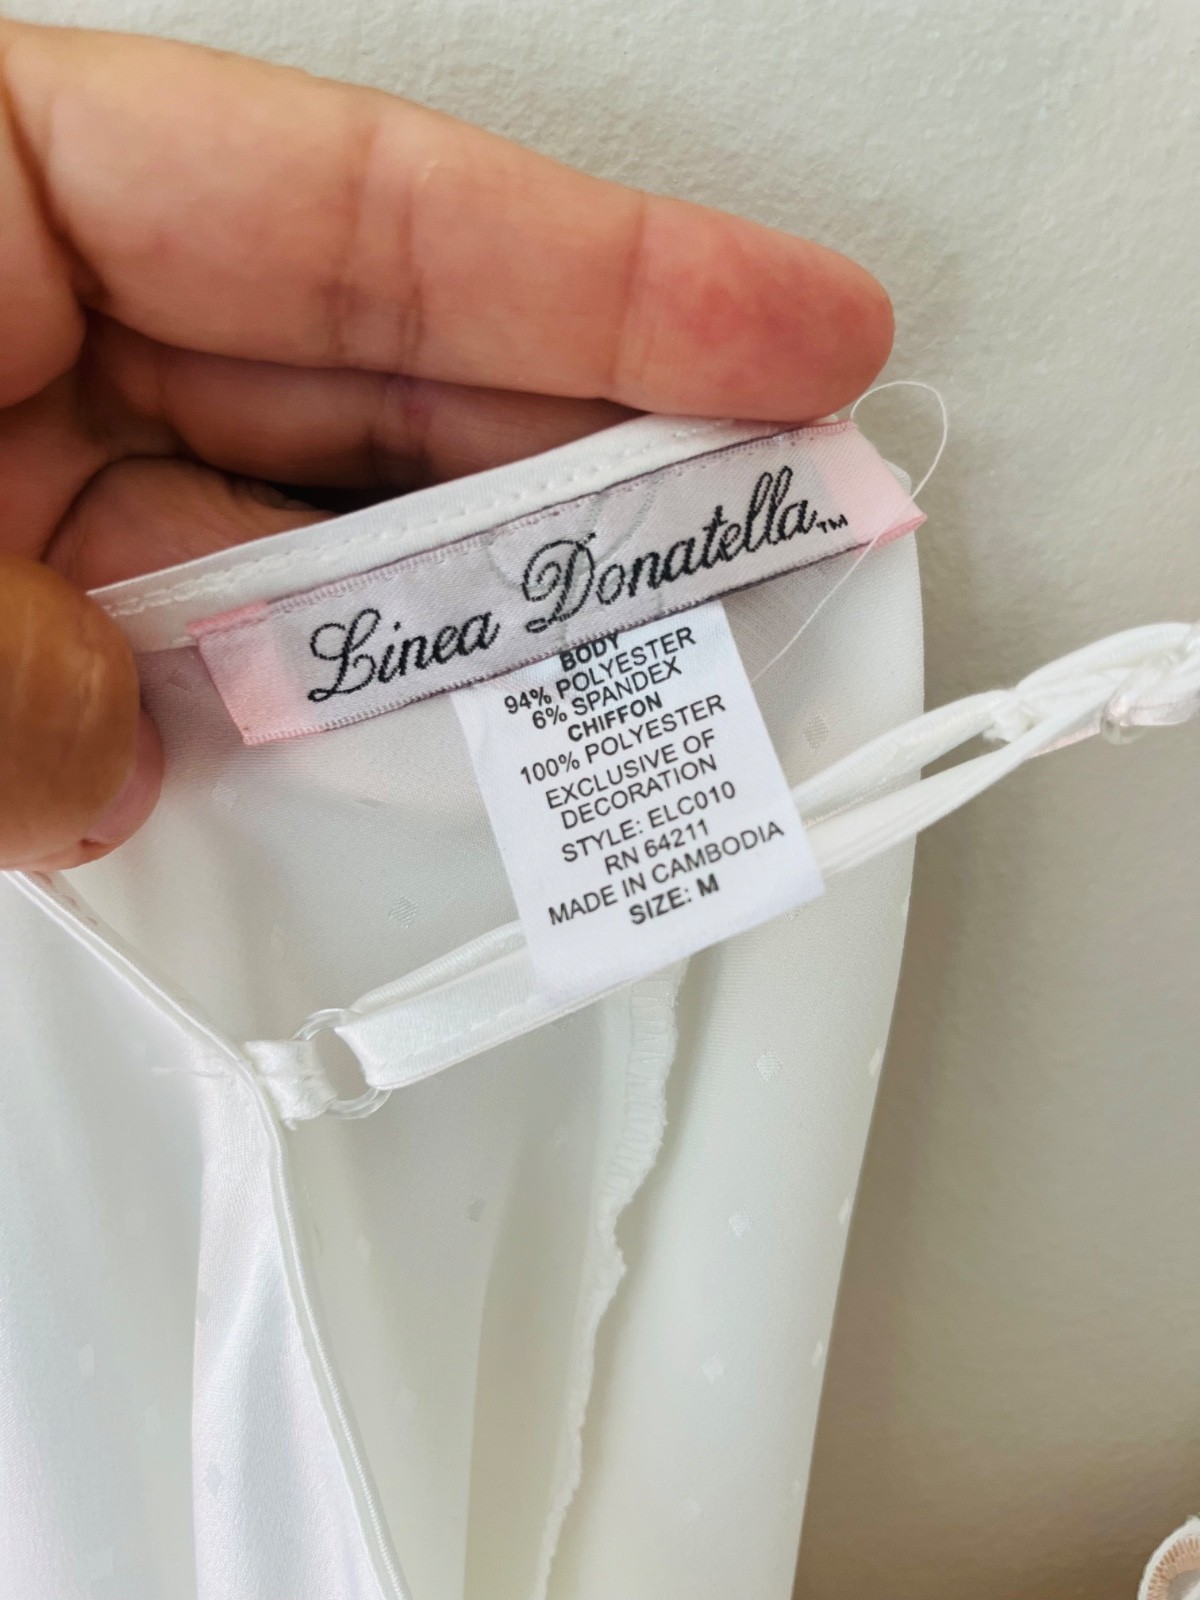 Linea Donatella™
BODY
94% POLYESTER
6% SPANDEX
CHIFFON
100% POLYESTER
EXCLUSIVE OF
DECORATION
STYLE: ELC010
RN 64211
MADE IN CAMBODIA
SIZE: M